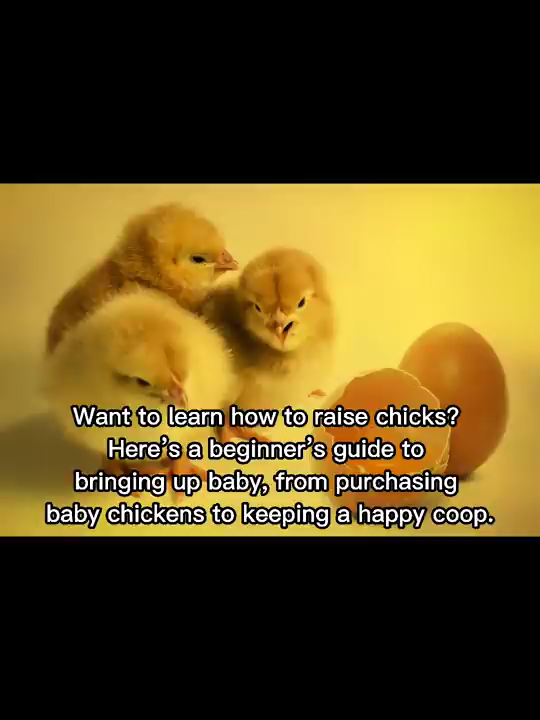 Want to learn how to raise chicks?
Here’s a beginner’s guide to
bringing up baby, from purchasing
baby chickens to keeping a happy coop.